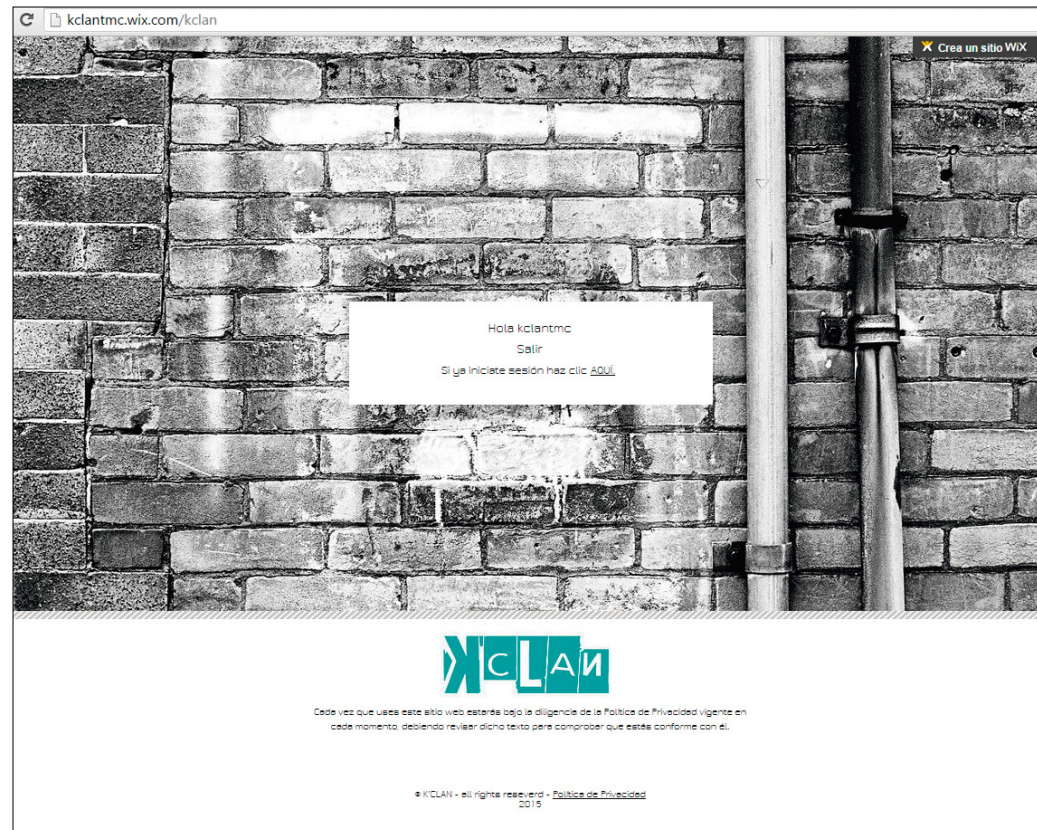 kclantmc.wix.com/kclan
Crea un sitio WiX
Hola kclantmc
Salir
Si ya iniciate sesión haz clic AQUÍ.
K'CLAN
Cada vez que uses este sitio web estarás bajo la diligencia de la Política de Privacidad vigente en
cada momento, debiendo revisar dicho texto para comprobar que estás conforme con él.
© K'CLAN - all rights reseverd - Política de Privacidad
2015